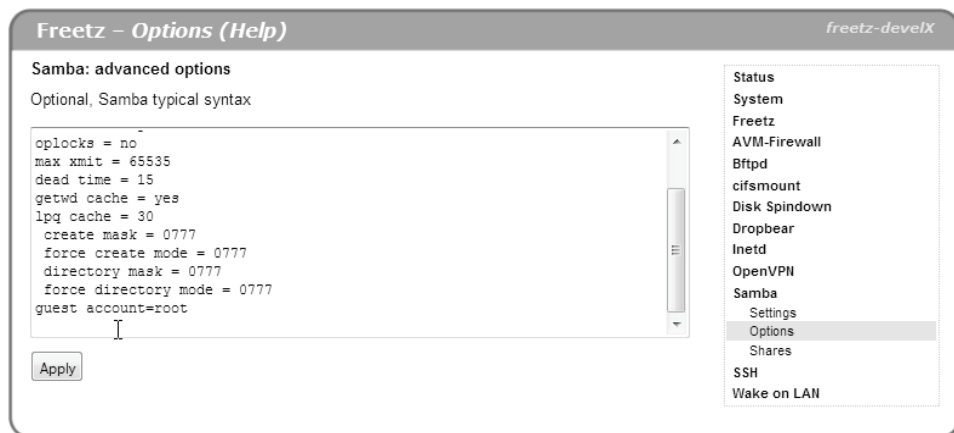 Freetz – Options (Help)
freetz-develX
Samba: advanced options
Optional, Samba typical syntax
oplocks = no
max xmit = 65535
dead time = 15
getwd cache = yes
lpq cache = 30
create mask = 0777
force create mode = 0777
directory mask = 0777
force directory mode = 0777
guest account=root
Apply
Status
System
Freetz
AVM-Firewall
Bftpd
cifsmount
Disk Spindown
Dropbear
Inetd
OpenVPN
Samba
Settings
Options
Shares
SSH
Wake on LAN